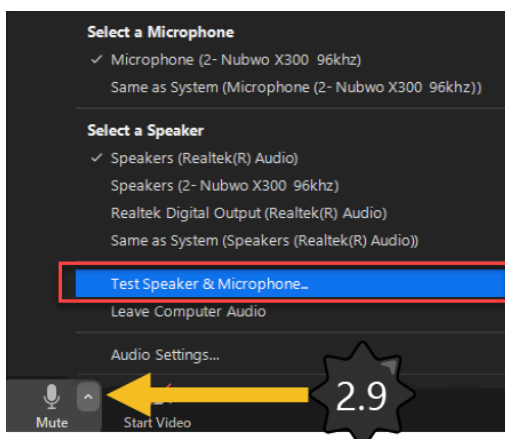 Select a Microphone
✓ Microphone (2- Nubwo X300 96khz)
Same as System (Microphone (2- Nubwo X300 96khz))
Select a Speaker
✓ Speakers (Realtek(R) Audio)
Speakers (2- Nubwo X300 96khz)
Realtek Digital Output (Realtek(R) Audio)
Same as System (Speakers (Realtek(R) Audio))
Test Speaker & Microphone...
Leave Computer Audio
Audio Settings...
2.9
Mute Start Video